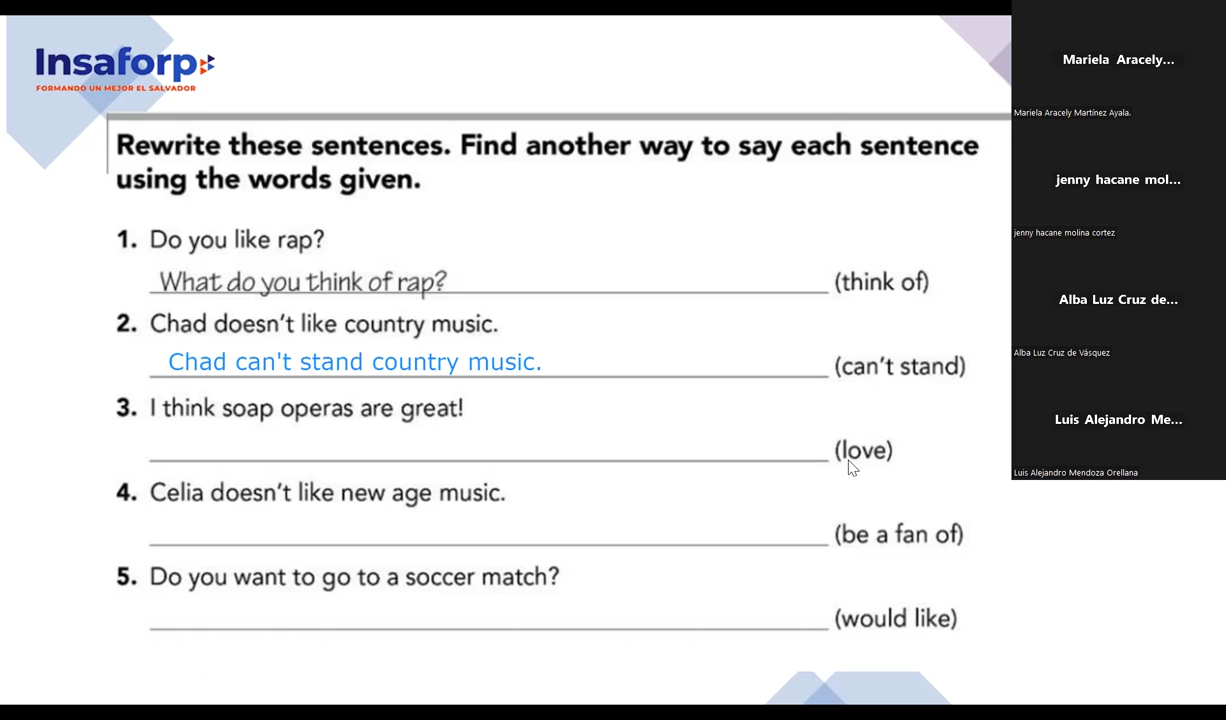 Insaforp
FORMANDO UN MEJOR EL SALVADOR
Rewrite these sentences. Find another way to say each sentence
using the words given.
1. Do you like rap?
What do you think of rap? (think of)
2. Chad doesn't like country music.
Chad can't stand country music. (can't stand)
3. I think soap operas are great!
(love)
4. Celia doesn't like new age music.
(be a fan of)
5. Do you want to go to a soccer match?
(would like)
Mariela Aracely...
Mariela Aracely Martínez Ayala.
jenny hacane mol...
jenny hacane molina cortez
Alba Luz Cruz de...
Alba Luz Cruz de Vásquez
Luis Alejandro Me...
Luis Alejandro Mendoza Orellana